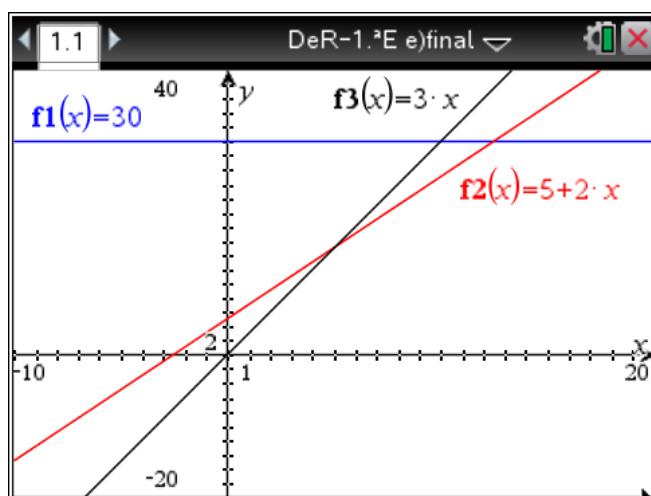 1.1 DeR-1.ªE e)final
40 y f3(x)=3· x
f1(x)=30
f2(x)=5+2· x
2 x
-10 1 20
-20